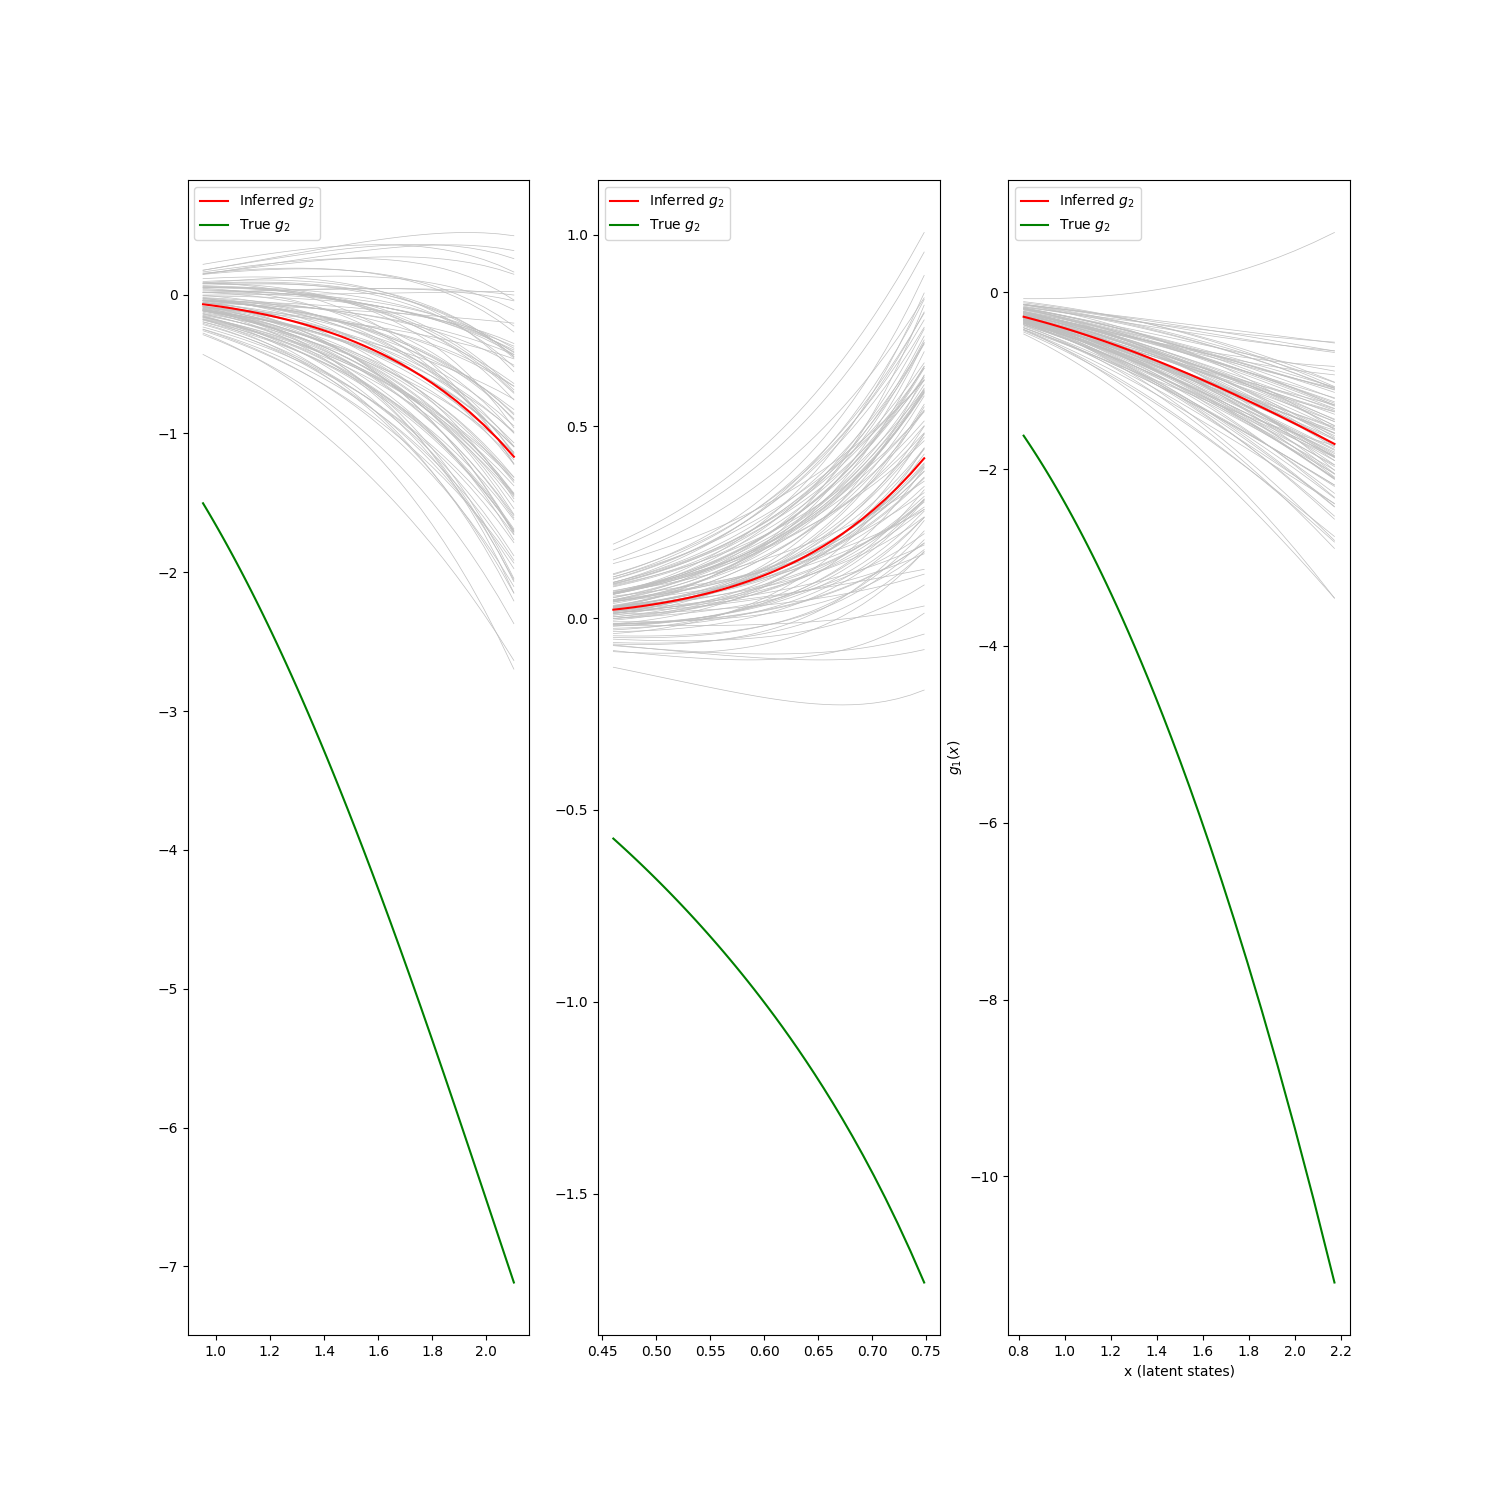 Inferred g₂
True g₂
0
−1
−2
−3
−4
−5
−6
−7
1.0 1.2 1.4 1.6 1.8 2.0
Inferred g₂
True g₂
1.0
0.5
0.0
−0.5
−1.0
−1.5
0.45 0.50 0.55 0.60 0.65 0.70 0.75
Inferred g₂
True g₂
g₁(x)
0
−2
−4
−6
−8
−10
0.8 1.0 1.2 1.4 1.6 1.8 2.0 2.2
x (latent states)